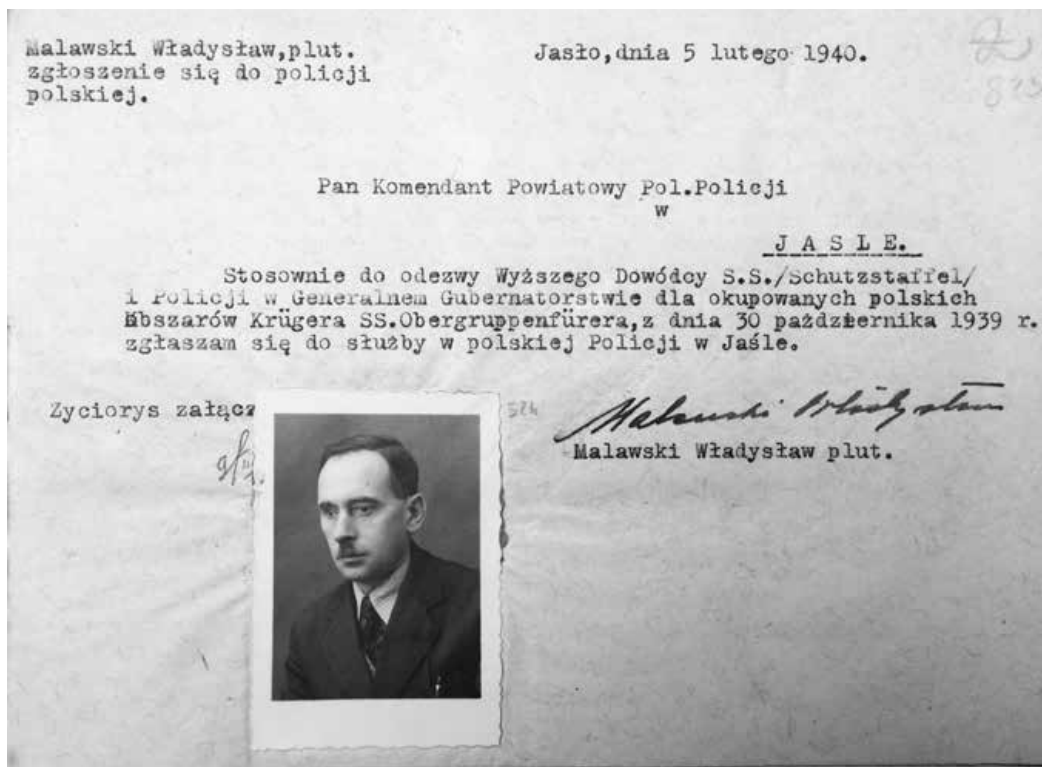 Malawski Władysław,plut.
zgłoszenie się do policji
polskiej.
Jasło,dnia 5 lutego 1940.
823
Pan Komendant Powiatowy Pol.Policji
w
J A S L E.
Stosownie do odezwy Wyższego Dowódcy S.S./Schutzstaffel/
i Policji w Generalnem Gubernatorstwie dla okupowanych polskich
obszarów Krügera SS.Obergruppenfürera,z dnia 30 października 1939 r.
zgłaszam się do służby w polskiej Policji w Jaśle.
Zyciorys załącz
524
Malawski Władysław
Malawski Władysław plut.